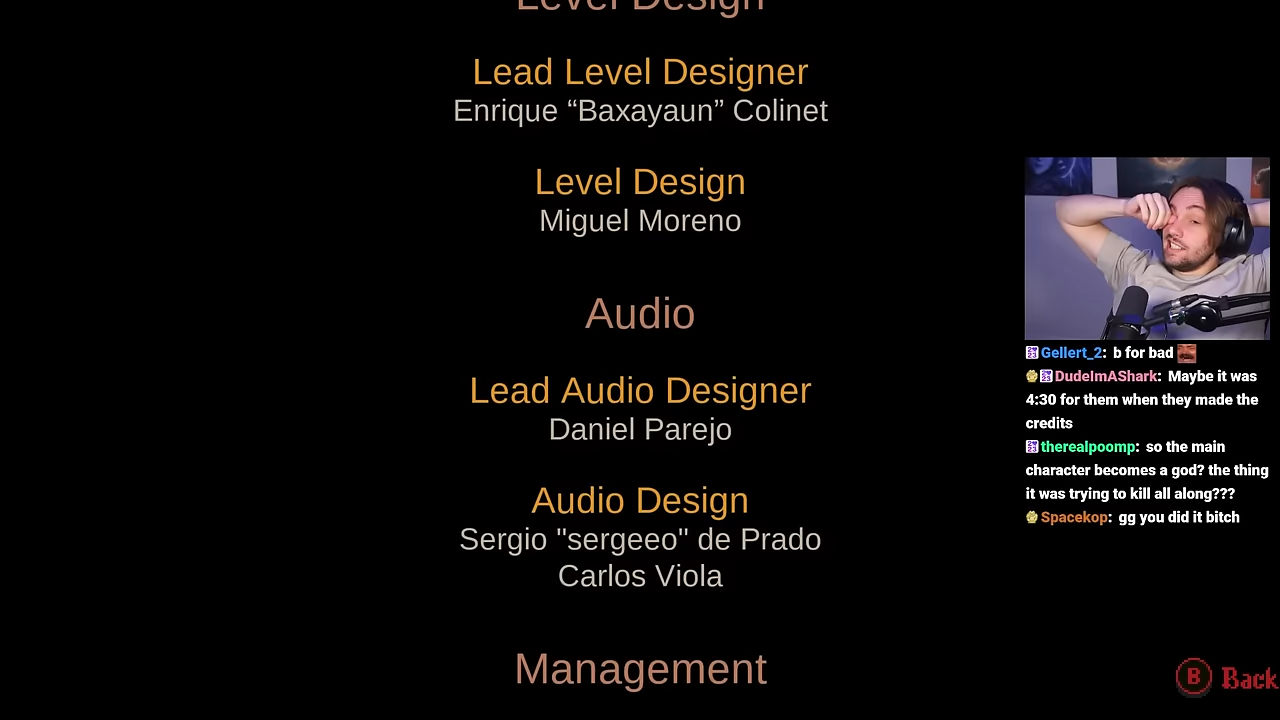 Level Design
Lead Level Designer
Enrique “Baxayaun” Colinet
Level Design
Miguel Moreno
Audio
Lead Audio Designer
Daniel Parejo
Audio Design
Sergio "sergeeo" de Prado
Carlos Viola
Management
Gellert_2: b for bad
DudeImAShark: Maybe it was
4:30 for them when they made the
credits
therealpoomp: so the main
character becomes a god? the thing
it was trying to kill all along???
Spacekop: gg you did it bitch
B Back